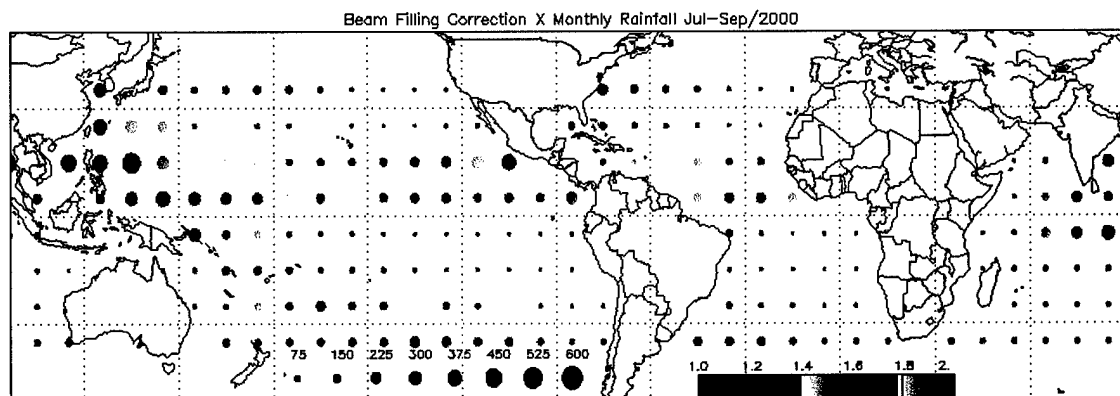 Beam Filling Correction X Monthly Rainfall Jul-Sep/2000
75 150 225 300 375 450 525 600
1.0 1.2 1.4 1.6 1.8 2.